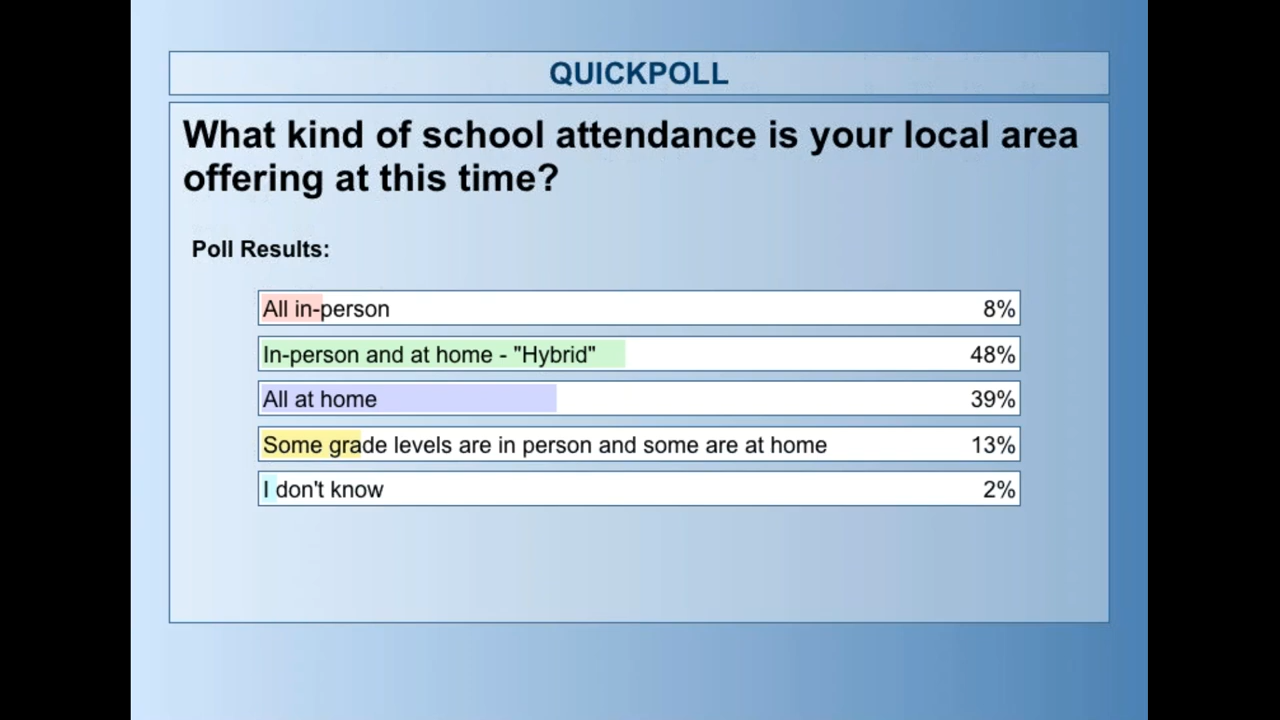 QUICKPOLL
What kind of school attendance is your local area
offering at this time?
Poll Results:
All in-person 8%
In-person and at home - "Hybrid" 48%
All at home 39%
Some grade levels are in person and some are at home 13%
I don't know 2%